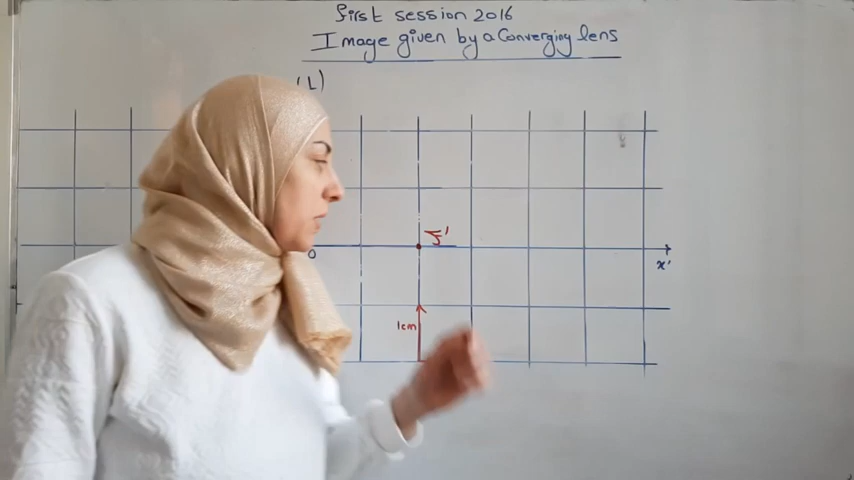 first session 2016
Image given by a Converging lens
(L)
F'
O
x'
1cm